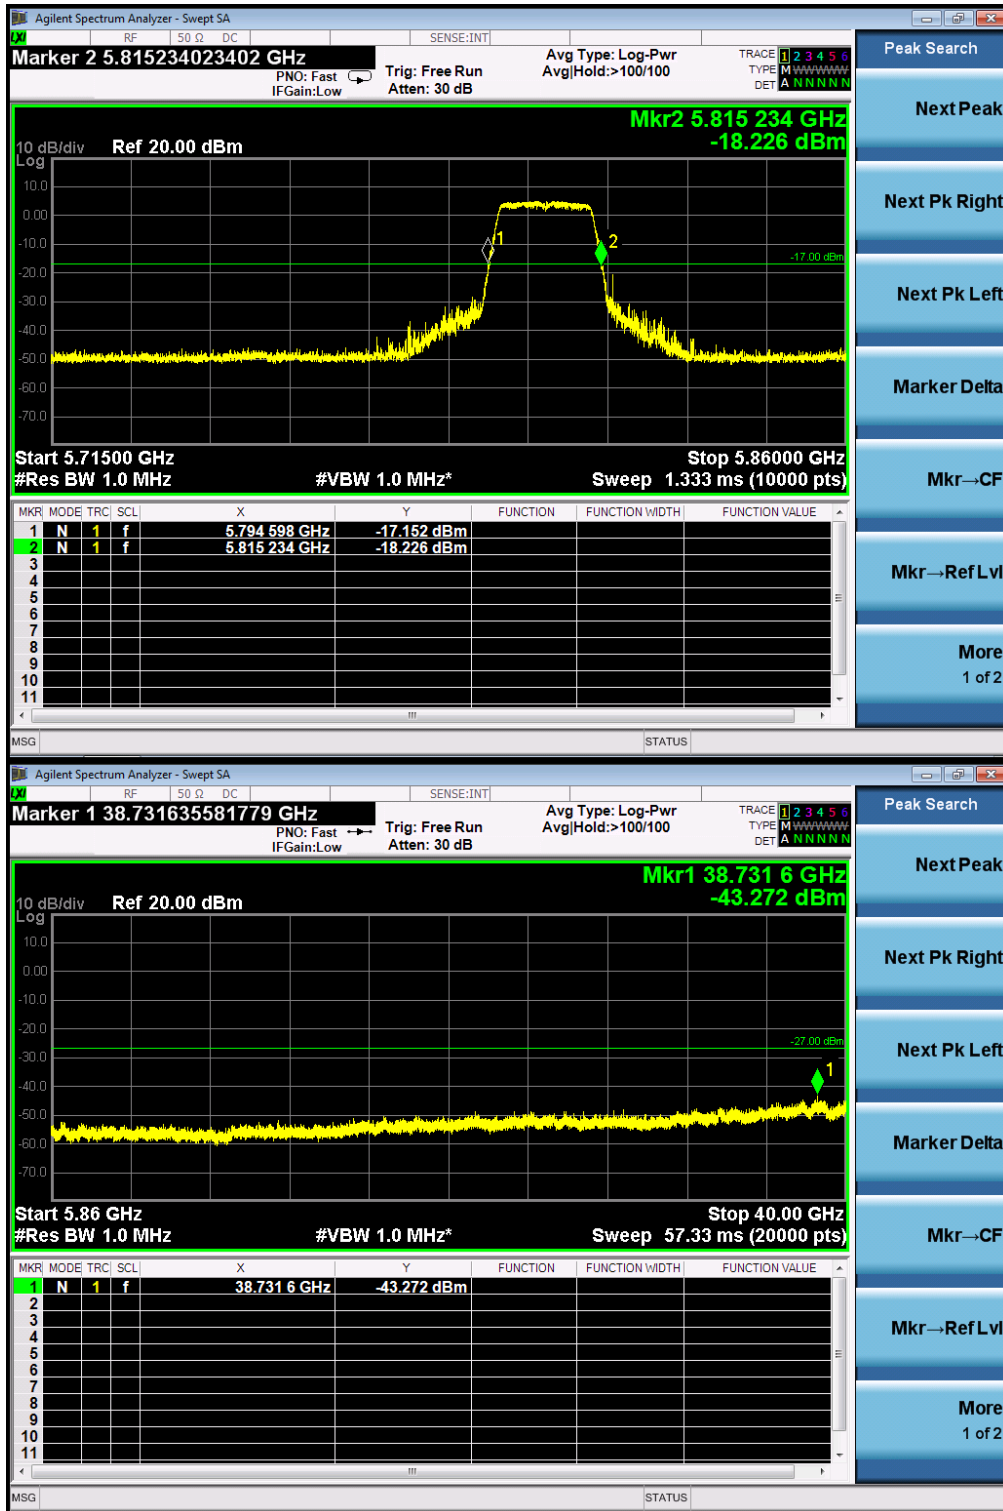 Agilent Spectrum Analyzer - Swept SA
LXI RF 50 Ω DC SENSE:INT
Marker 2 5.815234023402 GHz
PNO: Fast
IFGain:Low
Trig: Free Run
Atten: 30 dB
Avg Type: Log-Pwr
Avg|Hold:>100/100
TRACE 1 2 3 4 5 6
TYPE M WWWWW
DET A N N N N N
Mkr2 5.815 234 GHz
-18.226 dBm
10 dB/div Ref 20.00 dBm
Log
10.0
0.00
-10.0
-20.0
-30.0
-40.0
-50.0
-60.0
-70.0
1
2
-17.00 dBm
Start 5.71500 GHz Stop 5.86000 GHz
#Res BW 1.0 MHz #VBW 1.0 MHz* Sweep 1.333 ms (10000 pts)
MKR MODE TRC SCL X Y FUNCTION FUNCTION WIDTH FUNCTION VALUE
1 N 1 f 5.794 598 GHz -17.152 dBm
2 N 1 f 5.815 234 GHz -18.226 dBm
3
4
5
6
7
8
9
10
11
MSG STATUS
Peak Search
Next Peak
Next Pk Right
Next Pk Left
Marker Delta
Mkr→CF
Mkr→Ref Lvl
More
1 of 2
Agilent Spectrum Analyzer - Swept SA
LXI RF 50 Ω DC SENSE:INT
Marker 1 38.731635581779 GHz
PNO: Fast
IFGain:Low
Trig: Free Run
Atten: 30 dB
Avg Type: Log-Pwr
Avg|Hold:>100/100
TRACE 1 2 3 4 5 6
TYPE M WWWWW
DET A N N N N N
Mkr1 38.731 6 GHz
-43.272 dBm
10 dB/div Ref 20.00 dBm
Log
10.0
0.00
-10.0
-20.0
-30.0
-40.0
-50.0
-60.0
-70.0
-27.00 dBm
1
Start 5.86 GHz Stop 40.00 GHz
#Res BW 1.0 MHz #VBW 1.0 MHz* Sweep 57.33 ms (20000 pts)
MKR MODE TRC SCL X Y FUNCTION FUNCTION WIDTH FUNCTION VALUE
1 N 1 f 38.731 6 GHz -43.272 dBm
2
3
4
5
6
7
8
9
10
11
MSG STATUS
Peak Search
Next Peak
Next Pk Right
Next Pk Left
Marker Delta
Mkr→CF
Mkr→Ref Lvl
More
1 of 2